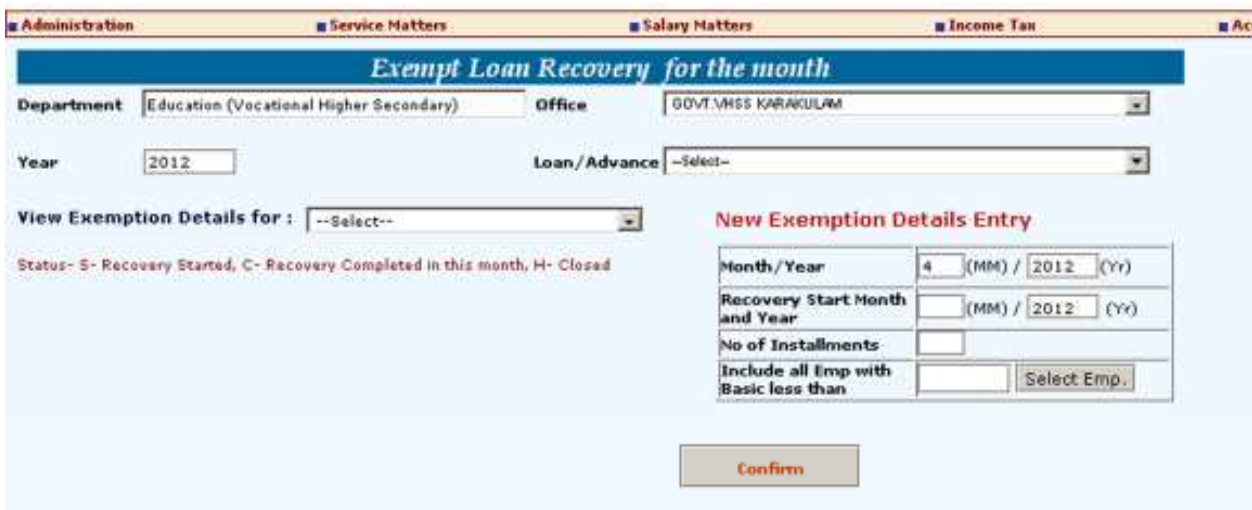 Administration Service Matters Salary Matters Income Tax Ac
Exempt Loan Recovery for the month
Department Education (Vocational Higher Secondary) Office GOVT.VHSS KARAKULAM
Year 2012 Loan/Advance --Select--
View Exemption Details for : --Select--
New Exemption Details Entry
Status- S- Recovery Started, C- Recovery Completed in this month, H- Closed
Month/Year 4 (MM) / 2012 (Yr)
Recovery Start Month
and Year (MM) / 2012 (Yr)
No of Installments
Include all Emp with
Basic less than Select Emp.
Confirm